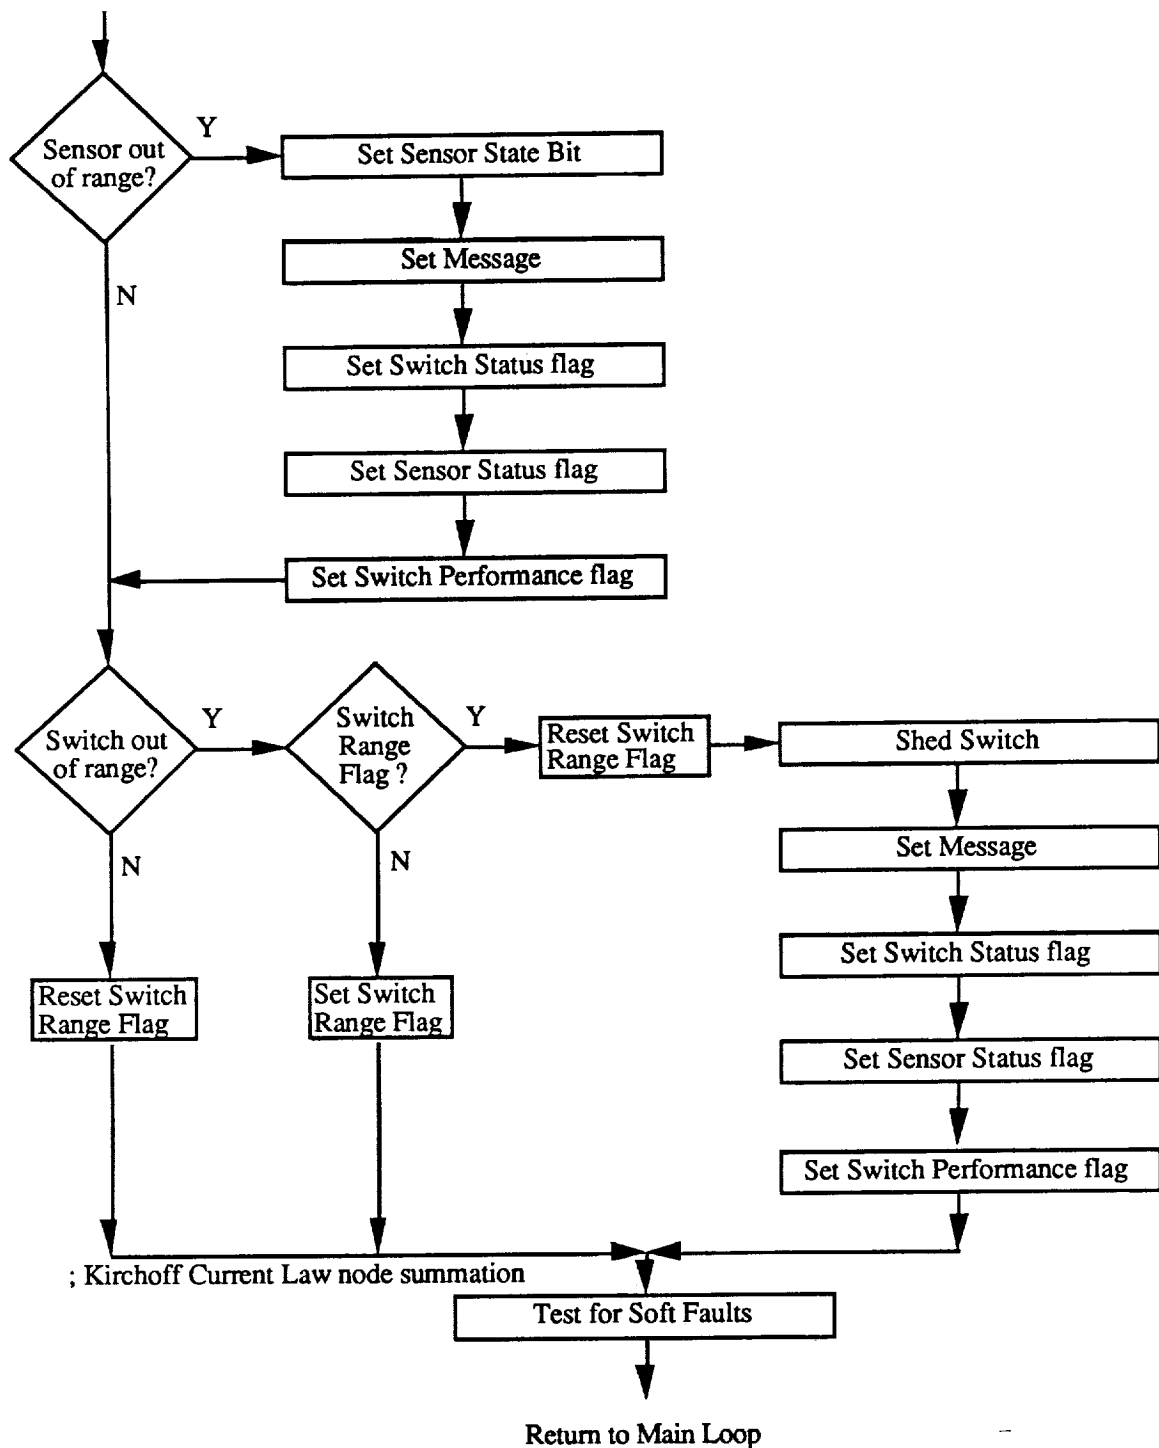 Sensor out
of range?
Y
Set Sensor State Bit
Set Message
N
Set Switch Status flag
Set Sensor Status flag
Set Switch Performance flag
Switch out
of range?
Y
Switch
Range
Flag ?
Y
Reset Switch
Range Flag
Shed Switch
Set Message
N
N
Set Switch Status flag
Reset Switch
Range Flag
Set Switch
Range Flag
Set Sensor Status flag
Set Switch Performance flag
; Kirchoff Current Law node summation
Test for Soft Faults
Return to Main Loop